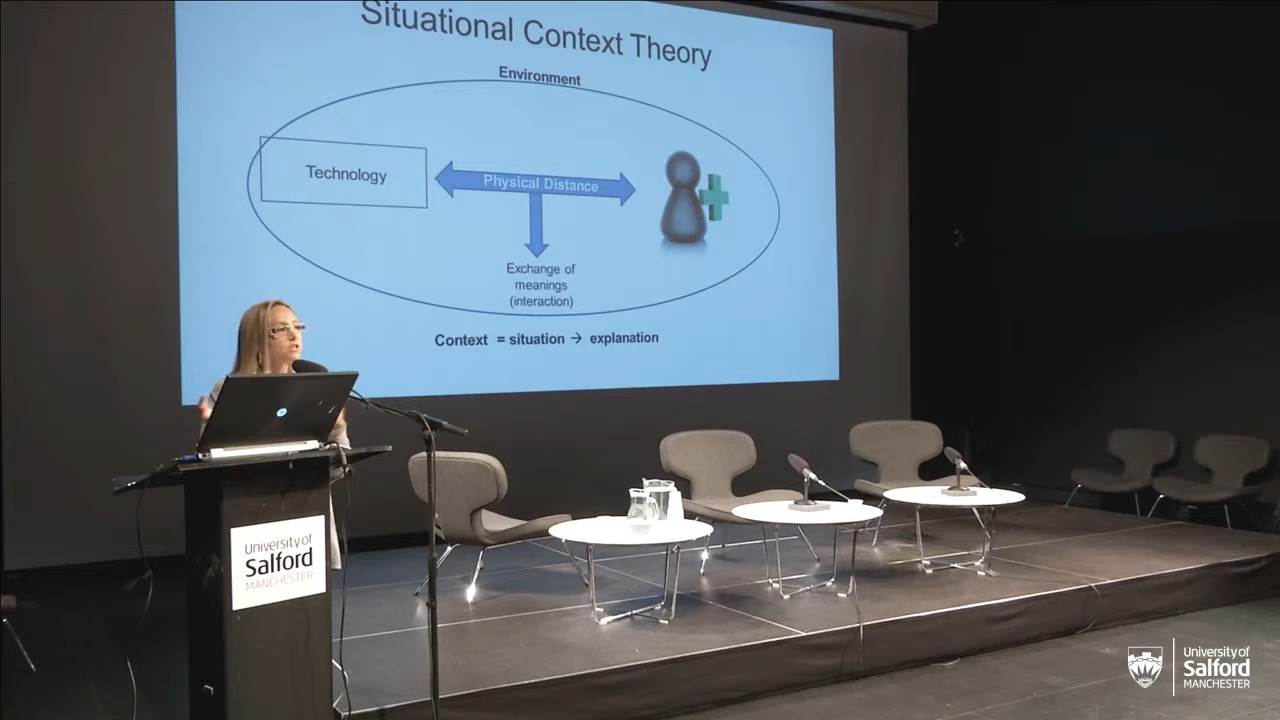 Situational Context Theory
Environment
Technology
Physical Distance
Exchange of
meanings
(interaction)
Context = situation → explanation
hp
University of
Salford
MANCHESTER
University of
Salford
MANCHESTER